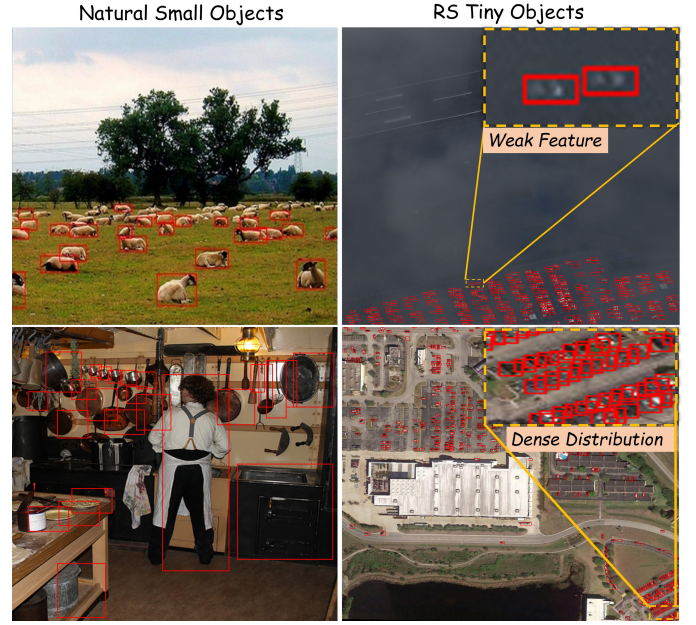 Natural Small Objects
RS Tiny Objects
Weak Feature
Dense Distribution